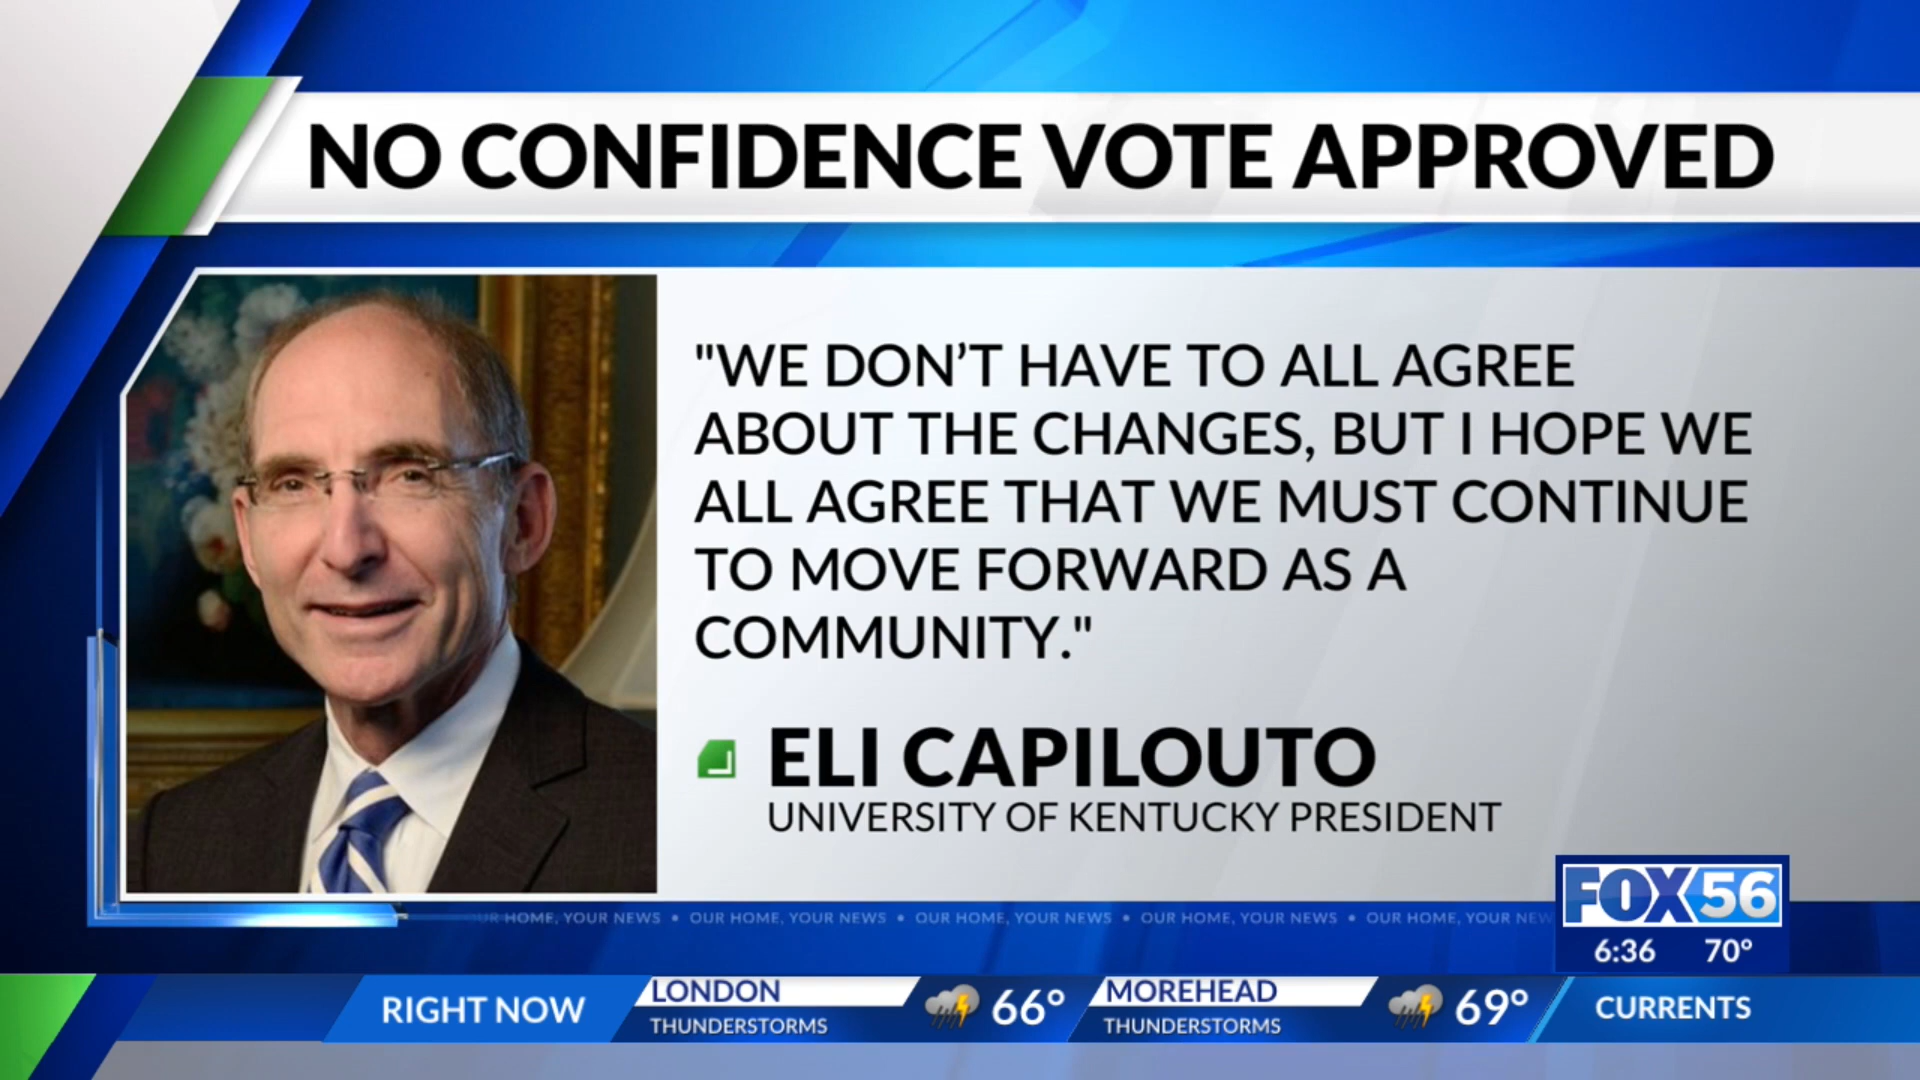 NO CONFIDENCE VOTE APPROVED
"WE DON’T HAVE TO ALL AGREE
ABOUT THE CHANGES, BUT I HOPE WE
ALL AGREE THAT WE MUST CONTINUE
TO MOVE FORWARD AS A
COMMUNITY."
ELI CAPILOUTO
UNIVERSITY OF KENTUCKY PRESIDENT
HOME, YOUR NEWS • OUR HOME, YOUR NEWS • OUR HOME, YOUR NEWS • OUR HOME, YOUR NEWS • OUR HOME, YOUR
FOX56
6:36 70°
RIGHT NOW
LONDON
THUNDERSTORMS
66°
MOREHEAD
THUNDERSTORMS
69°
CURRENTS